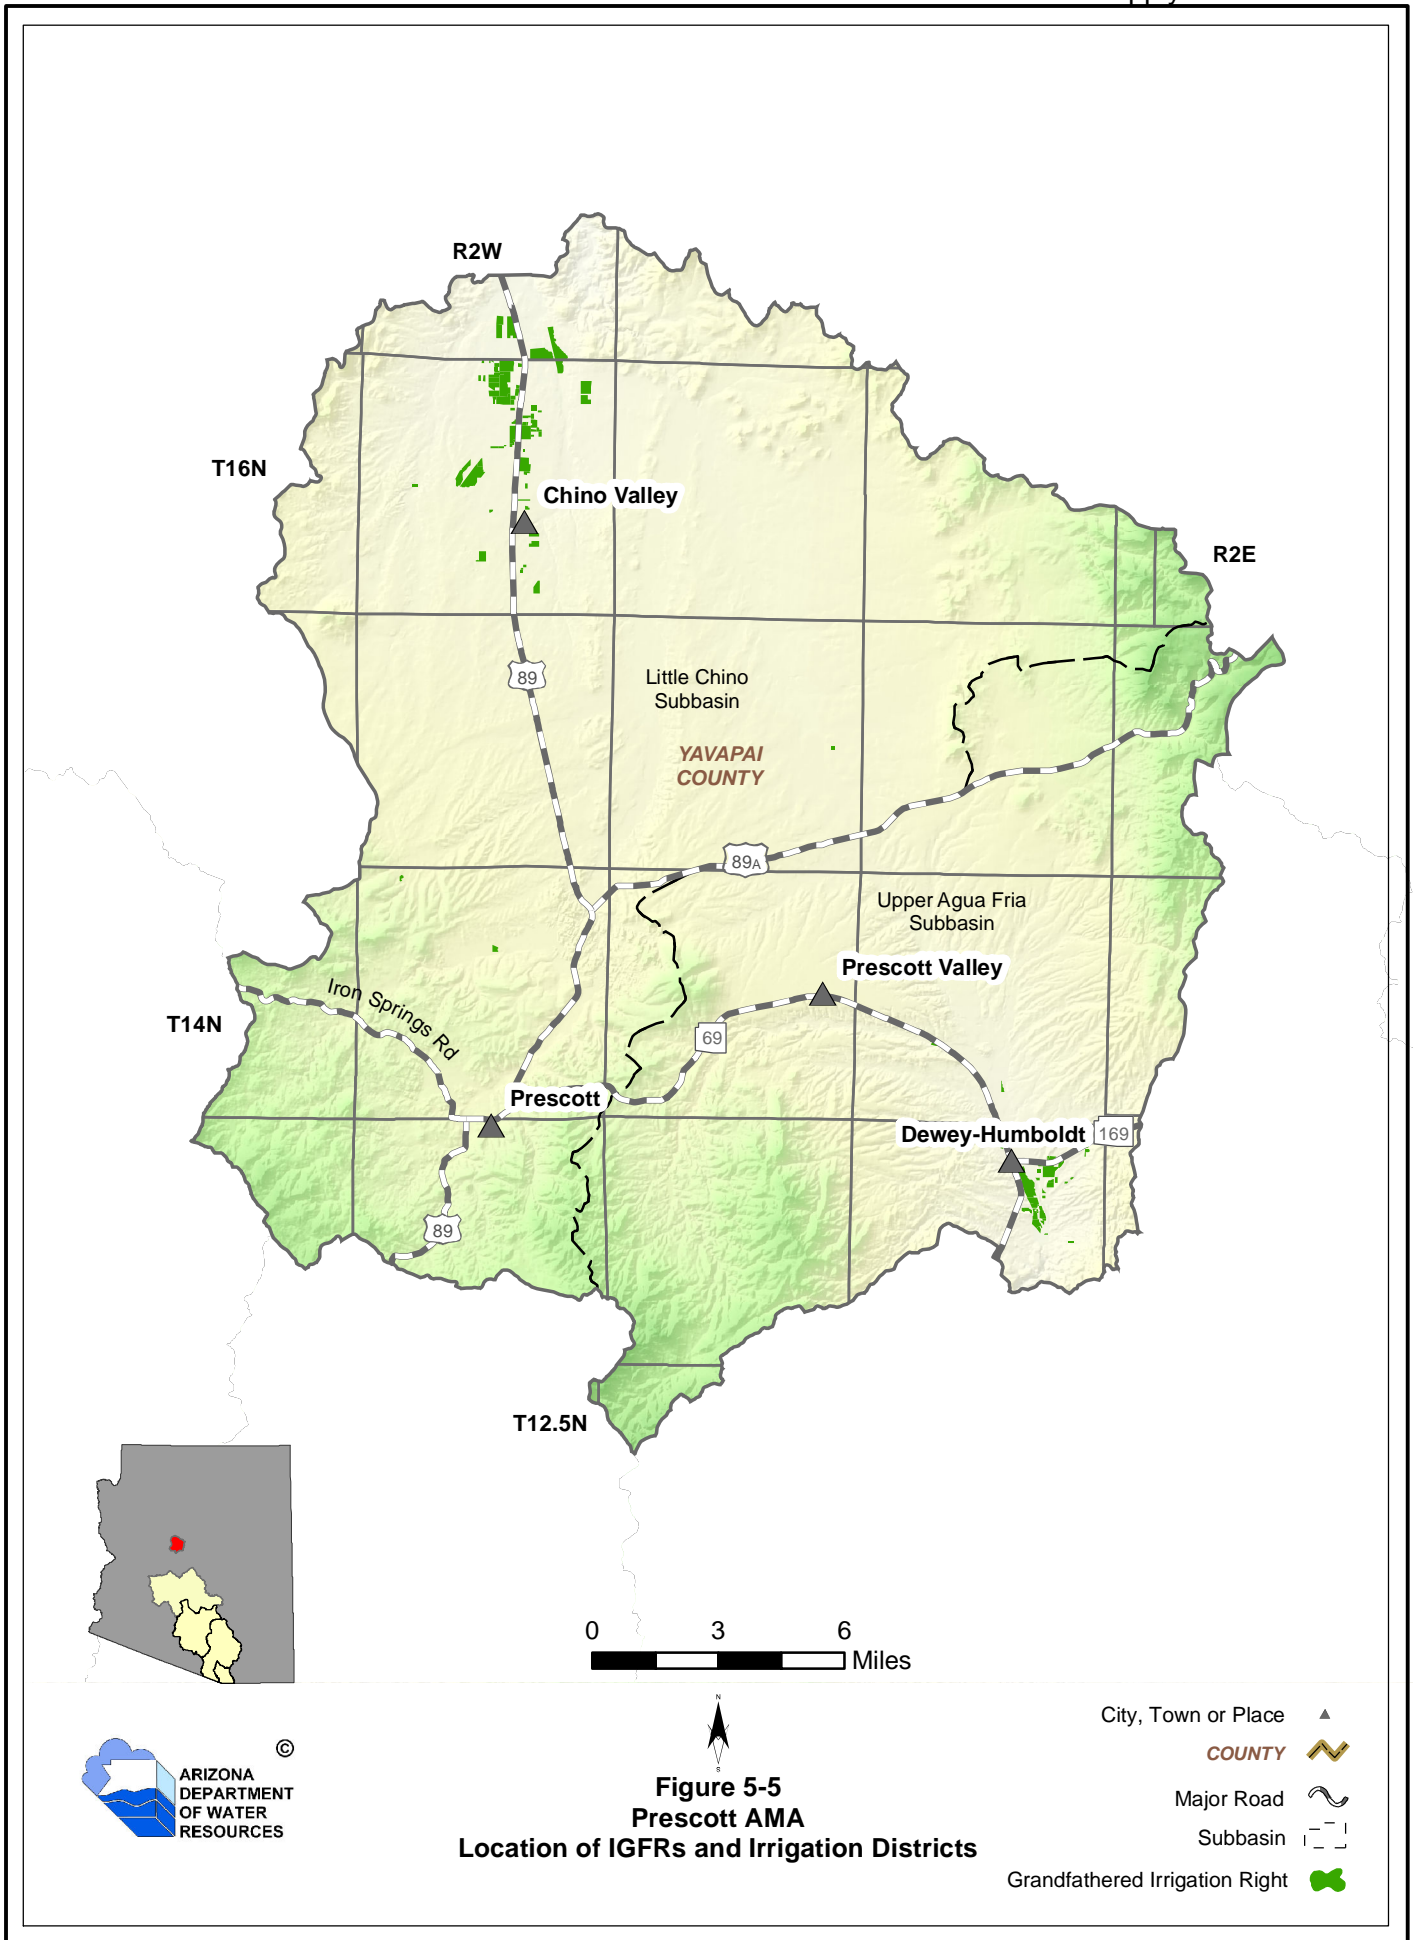 R2W
T16N
Chino Valley
R2E
89
Little Chino
Subbasin
YAVAPAI
COUNTY
89A
Upper Agua Fria
Subbasin
Prescott Valley
Iron Springs Rd
T14N
69
Prescott
Dewey-Humboldt
169
89
T12.5N
0 3 6
Miles
N
S
©
ARIZONA
DEPARTMENT
OF WATER
RESOURCES
Figure 5-5
Prescott AMA
Location of IGFRs and Irrigation Districts
City, Town or Place
COUNTY
Major Road
Subbasin
Grandfathered Irrigation Right